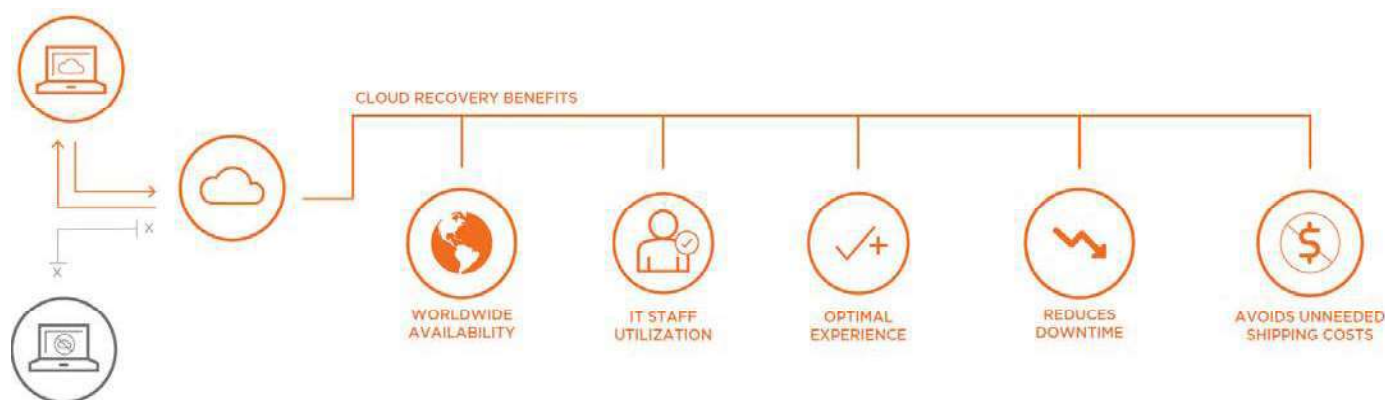 CLOUD RECOVERY BENEFITS
X
X
WORLDWIDE
AVAILABILITY
IT STAFF
UTILIZATION
OPTIMAL
EXPERIENCE
REDUCES
DOWNTIME
AVOIDS UNNEEDED
SHIPPING COSTS